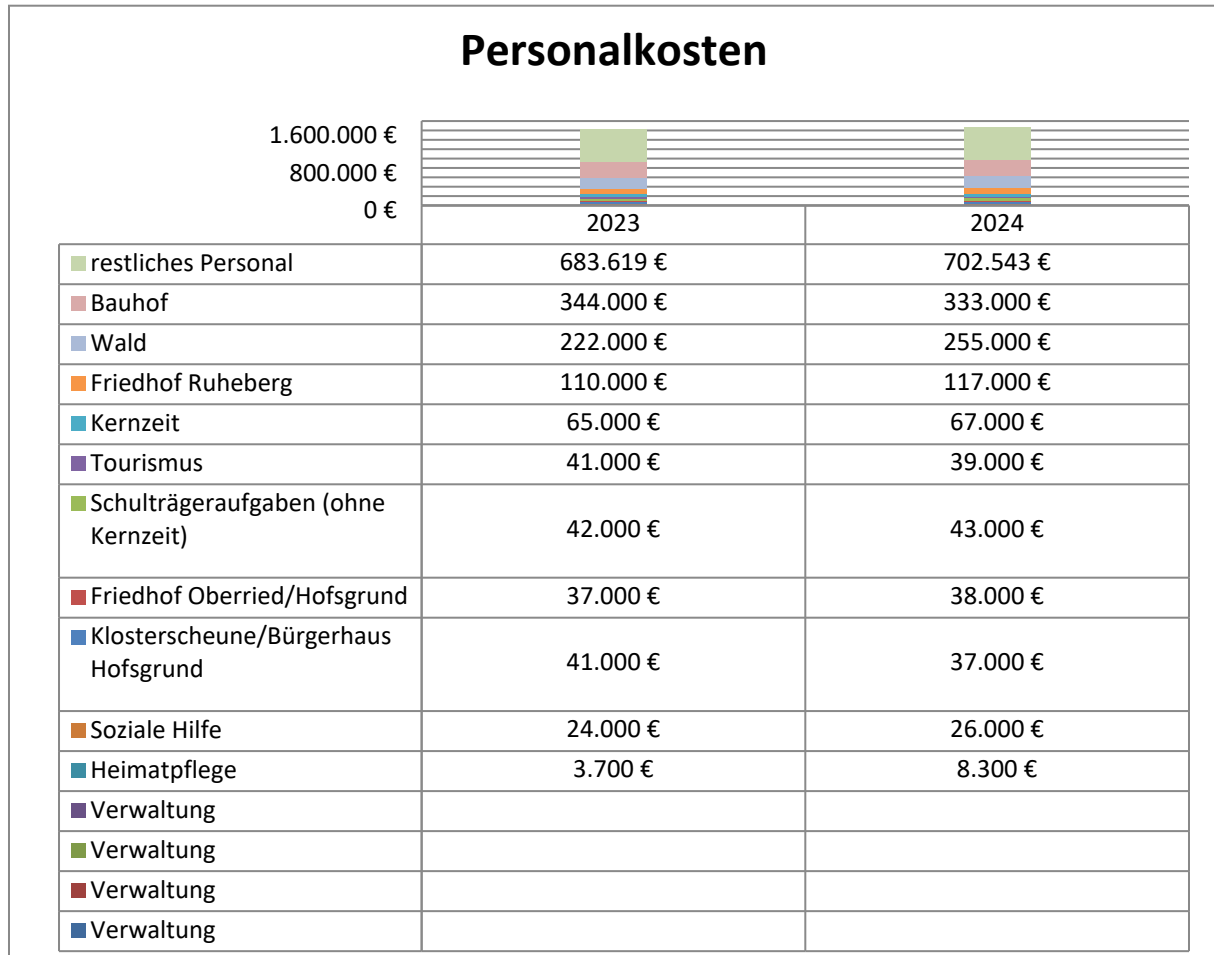 Personalkosten
1.600.000 €
800.000 €
0 €
2023 2024
restliches Personal 683.619 € 702.543 €
Bauhof 344.000 € 333.000 €
Wald 222.000 € 255.000 €
Friedhof Ruheberg 110.000 € 117.000 €
Kernzeit 65.000 € 67.000 €
Tourismus 41.000 € 39.000 €
Schulträgeraufgaben (ohne
Kernzeit) 42.000 € 43.000 €
Friedhof Oberried/Hofsgrund 37.000 € 38.000 €
Klosterscheune/Bürgerhaus
Hofsgrund 41.000 € 37.000 €
Soziale Hilfe 24.000 € 26.000 €
Heimatpflege 3.700 € 8.300 €
Verwaltung
Verwaltung
Verwaltung
Verwaltung